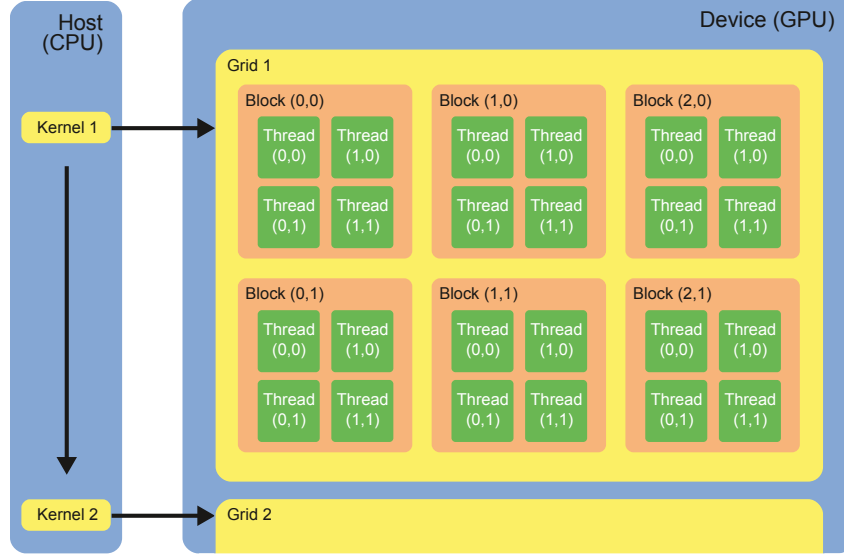 Host
(CPU)
Device (GPU)
Grid 1
Kernel 1
Block (0,0)
Thread
(0,0)
Thread
(1,0)
Thread
(0,1)
Thread
(1,1)
Block (1,0)
Thread
(0,0)
Thread
(1,0)
Thread
(0,1)
Thread
(1,1)
Block (2,0)
Thread
(0,0)
Thread
(1,0)
Thread
(0,1)
Thread
(1,1)
Block (0,1)
Thread
(0,0)
Thread
(1,0)
Thread
(0,1)
Thread
(1,1)
Block (1,1)
Thread
(0,0)
Thread
(1,0)
Thread
(0,1)
Thread
(1,1)
Block (2,1)
Thread
(0,0)
Thread
(1,0)
Thread
(0,1)
Thread
(1,1)
Kernel 2
Grid 2